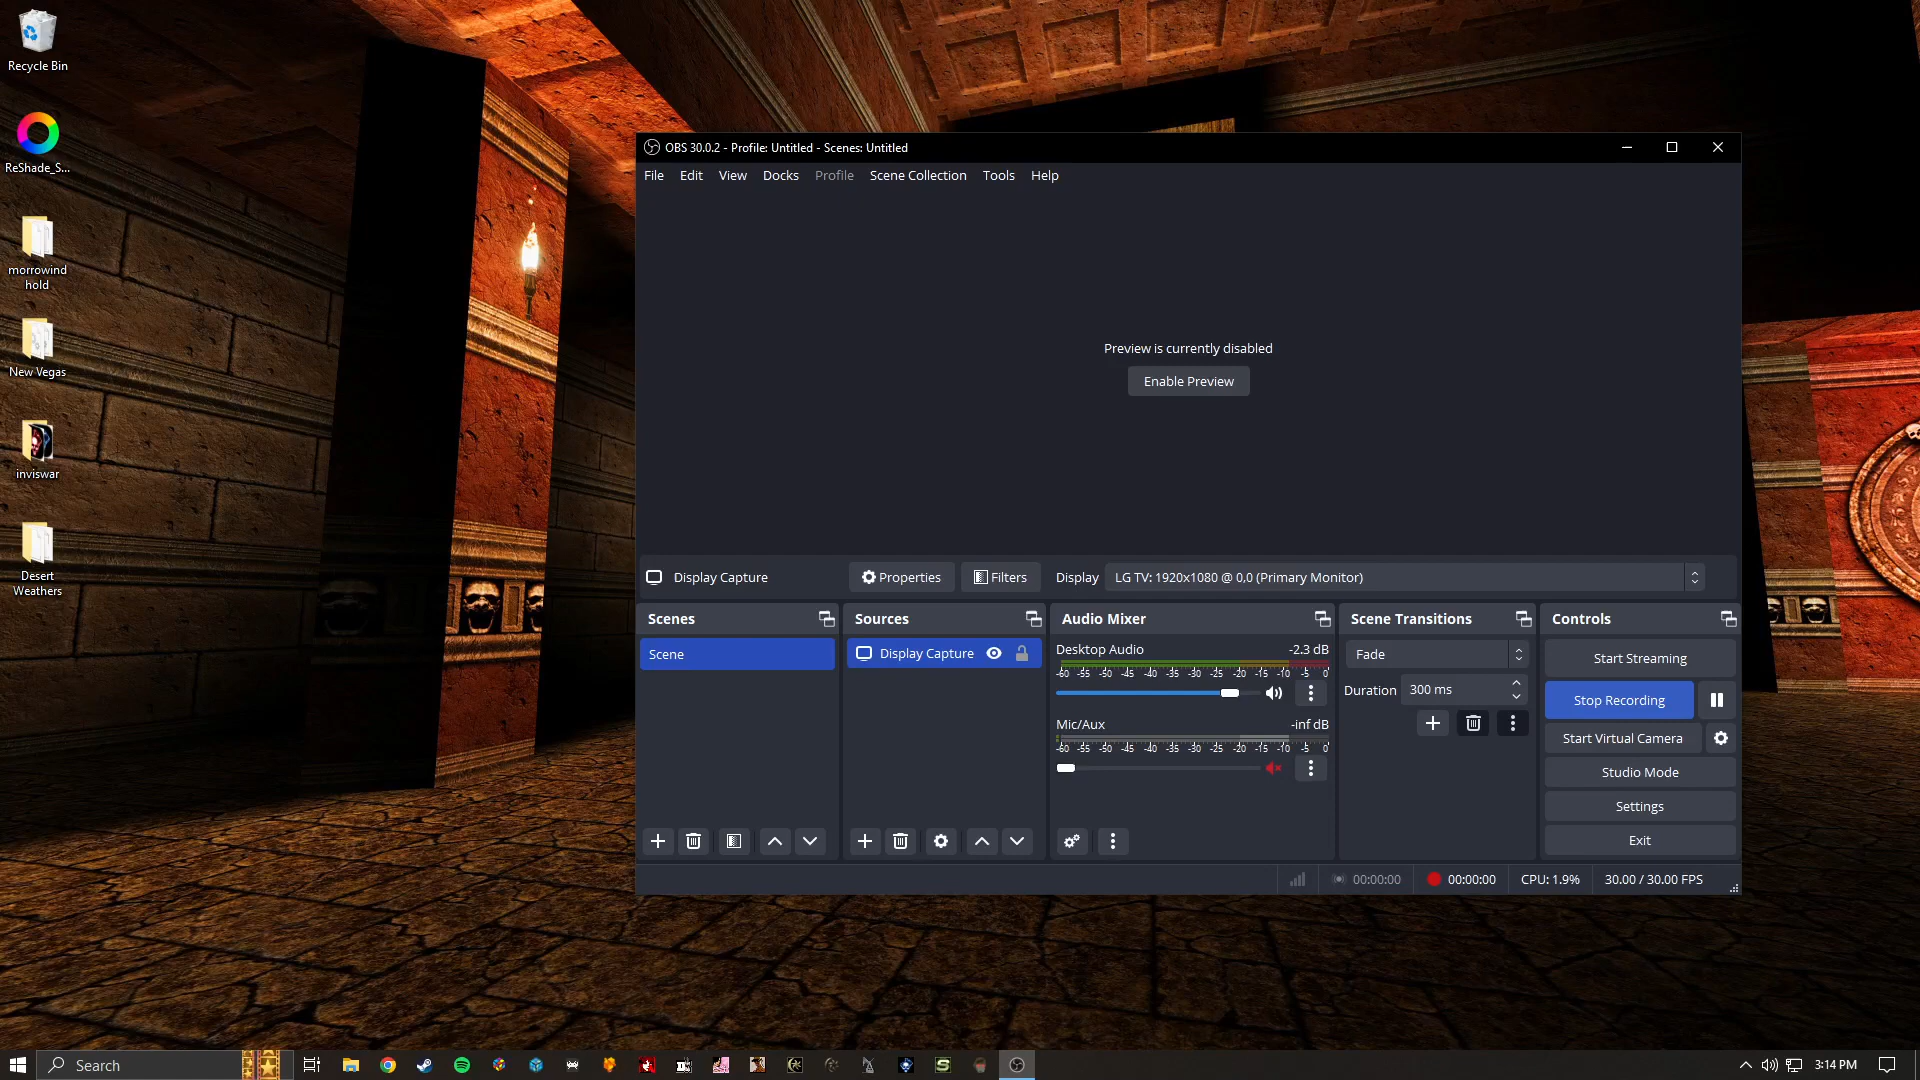 Recycle Bin
ReShade_S...
morrowind
hold
New Vegas
inviswar
Desert
Weathers
OBS 30.0.2 - Profile: Untitled - Scenes: Untitled
File Edit View Docks Profile Scene Collection Tools Help
Preview is currently disabled
Enable Preview
Display Capture Properties Filters Display LG TV: 1920x1080 @ 0,0 (Primary Monitor)
Scenes
Scene
Sources
Display Capture
Audio Mixer
Desktop Audio -2.3 dB
-60 -55 -50 -45 -40 -35 -30 -25 -20 -15 -10 -5 0
Mic/Aux -inf dB
-60 -55 -50 -45 -40 -35 -30 -25 -20 -15 -10 -5 0
Scene Transitions
Fade
Duration 300 ms
Controls
Start Streaming
Stop Recording
Start Virtual Camera
Studio Mode
Settings
Exit
00:00:00 00:00:00 CPU: 1.9% 30.00 / 30.00 FPS
Search
3:14 PM